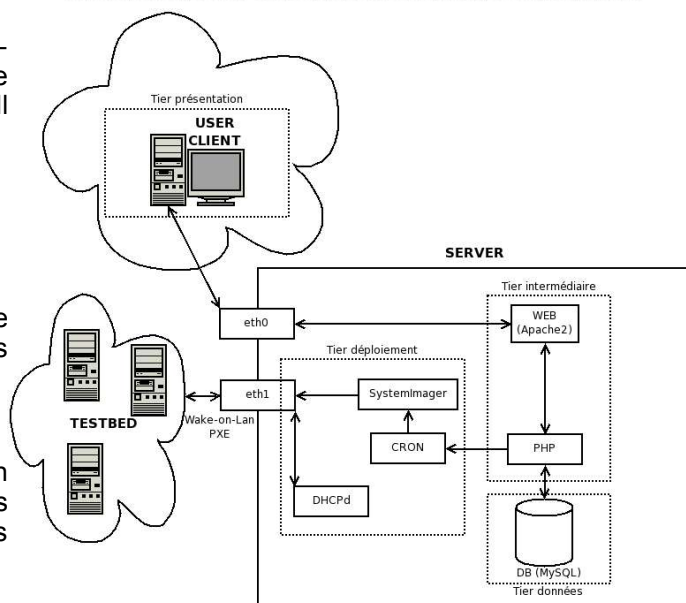 Tier présentation
USER
CLIENT
SERVER
Tier intermédiaire
WEB
(Apache2)
eth0
Tier déploiement
eth1
SystemImager
Wake-on-Lan
PXE
TESTBED
CRON
PHP
DHCPd
DB (MySQL)
Tier données